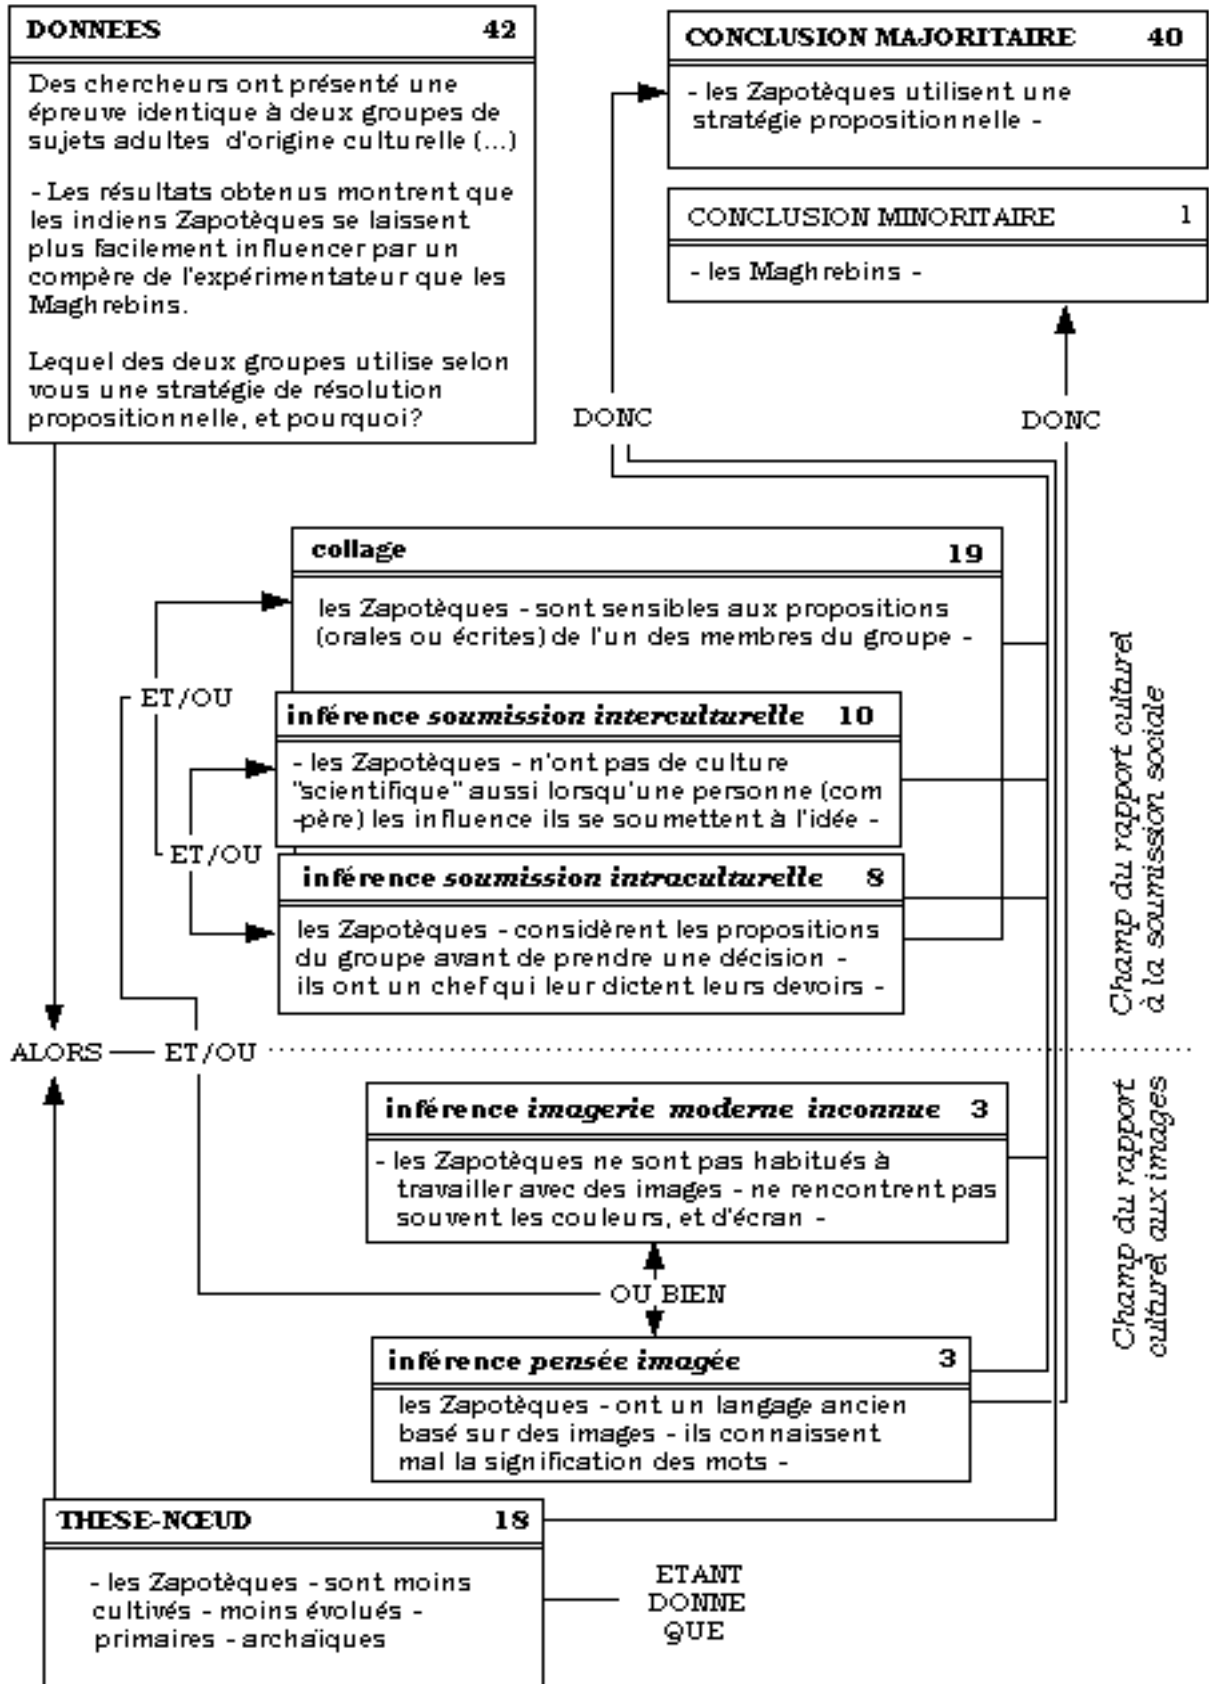 DONNEES 42
Des chercheurs ont présenté une
épreuve identique à deux groupes de
sujets adultes d'origine culturelle (...)
- Les résultats obtenus montrent que
les indiens Zapotèques se laissent
plus facilement influencer par un
compère de l'expérimentateur que les
Maghrebins.
Lequel des deux groupes utilise selon
vous une stratégie de résolution
propositionnelle, et pourquoi?
CONCLUSION MAJORITAIRE 40
- les Zapotèques utilisent une
stratégie propositionnelle -
CONCLUSION MINORITAIRE 1
- les Maghrebins -
DONC
DONC
collage 19
les Zapotèques - sont sensibles aux propositions
(orales ou écrites) de l'un des membres du groupe -
ET/OU
inférence soumission interculturelle 10
- les Zapotèques - n'ont pas de culture
"scientifique" aussi lorsqu'une personne (com
-père) les influence ils se soumettent à l'idée -
ET/OU
inférence soumission intraculturelle 8
les Zapotèques - considèrent les propositions
du groupe avant de prendre une décision -
ils ont un chef qui leur dictent leurs devoirs -
Champ du rapport culturel
à la soumission sociale
ALORS ET/OU
inférence imagerie moderne inconnue 3
- les Zapotèques ne sont pas habitués à
travailler avec des images - ne rencontrent pas
souvent les couleurs, et d'écran -
OU BIEN
inférence pensée imagée 3
les Zapotèques - ont un langage ancien
basé sur des images - ils connaissent
mal la signification des mots -
Champ du rapport
culturel aux images
THESE-NŒUD 18
- les Zapotèques - sont moins
cultivés - moins évolués -
primaires - archaïques
ETANT
DONNE
QUE